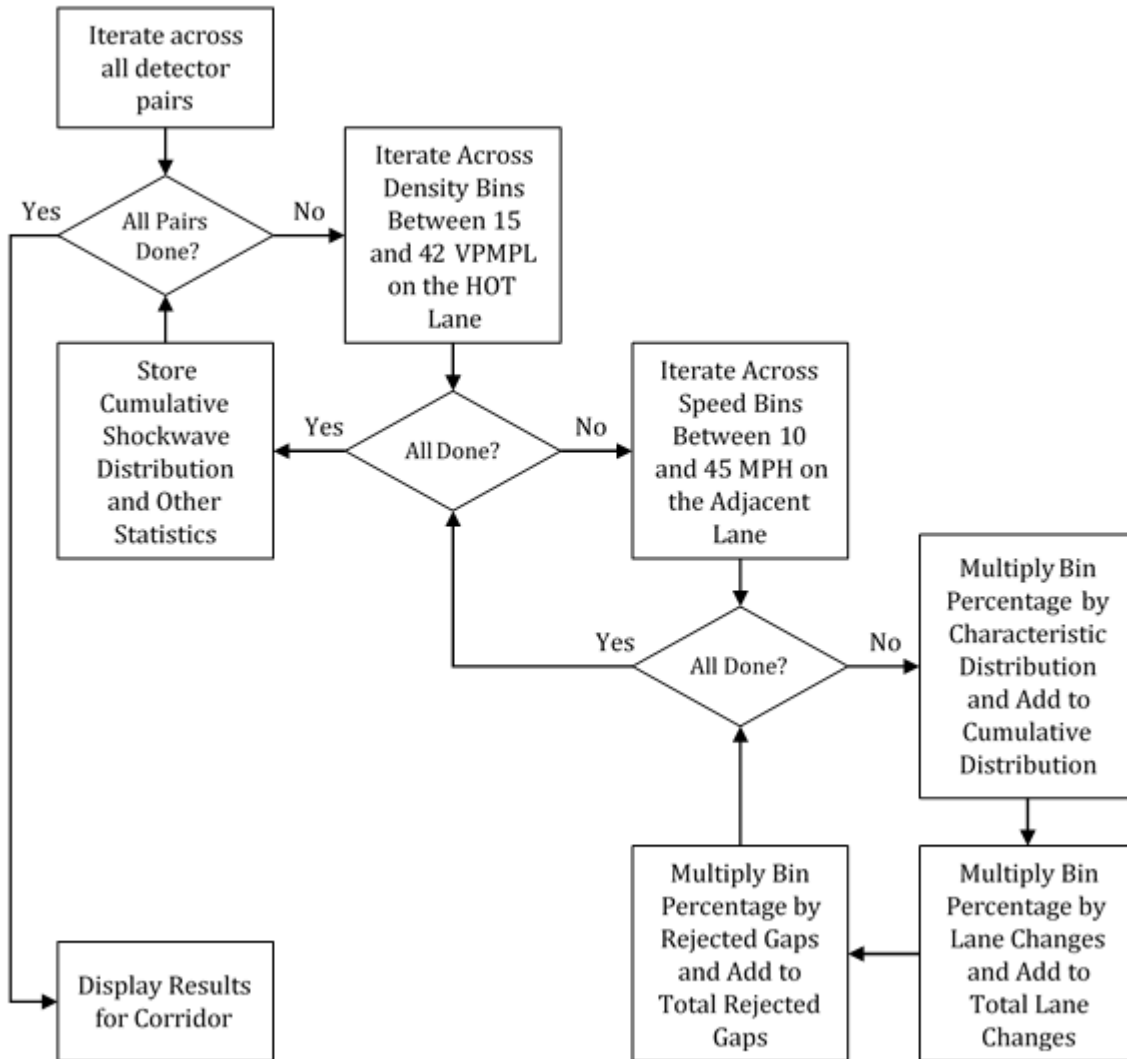 Iterate across
all detector
pairs
Yes
All Pairs
Done?
No
Iterate Across
Density Bins
Between 15
and 42 VPMPL
on the HOT
Lane
Store
Cumulative
Shockwave
Distribution
and Other
Statistics
Yes
All Done?
No
Iterate Across
Speed Bins
Between 10
and 45 MPH on
the Adjacent
Lane
Yes
All Done?
No
Multiply Bin
Percentage by
Characteristic
Distribution
and Add to
Cumulative
Distribution
Multiply Bin
Percentage by
Lane Changes
and Add to
Total Lane
Changes
Multiply Bin
Percentage by
Rejected Gaps
and Add to
Total Rejected
Gaps
Display Results
for Corridor